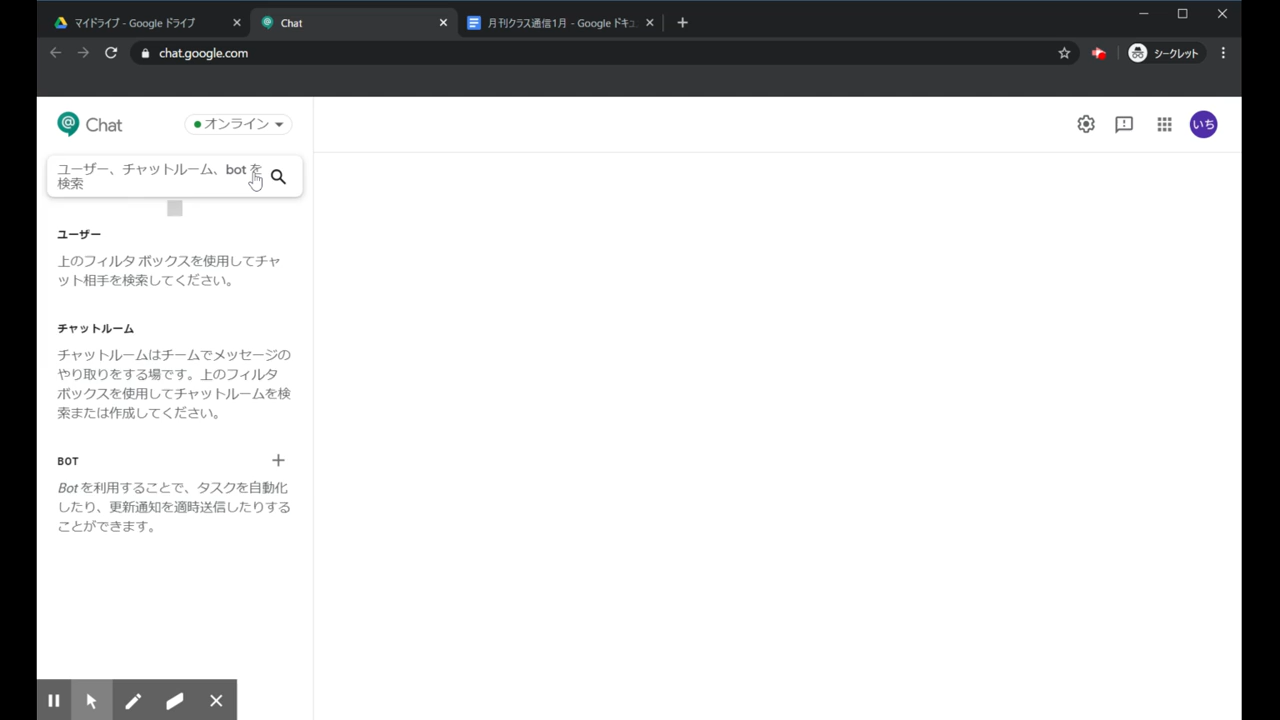 マイドライブ - Google ドライブ
Chat
月刊クラス通信1月 - Google ドキュ
chat.google.com
シークレット
Chat
オンライン
いち
ユーザー、チャットルーム、bot を
検索
ユーザー
上のフィルタ ボックスを使用してチャ
ット相手を検索してください。
チャットルーム
チャットルームはチームでメッセージの
やり取りをする場です。上のフィルタ
ボックスを使用してチャットルームを検
索または作成してください。
BOT
Bot を利用することで、タスクを自動化
したり、更新通知を適時送信したりする
ことができます。